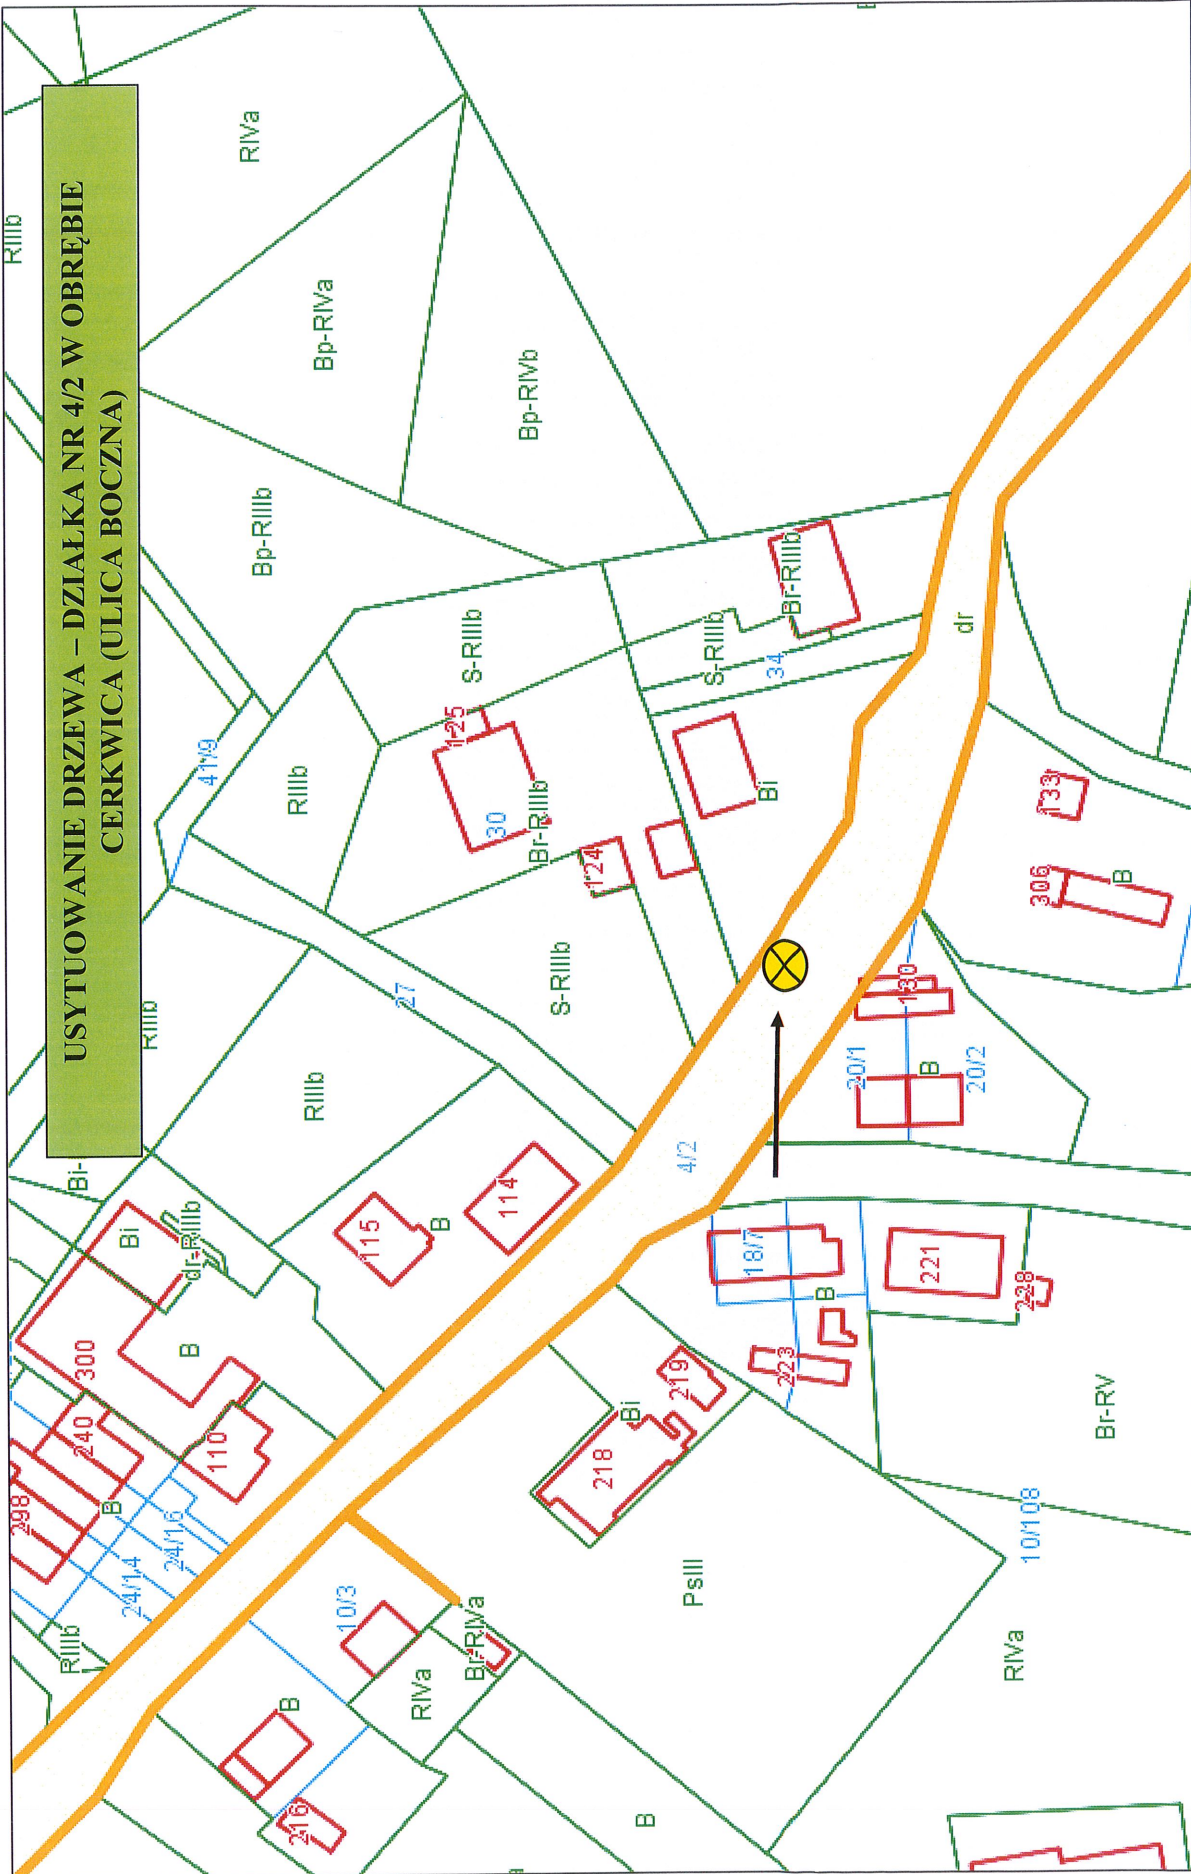 USYTUOWANIE DRZEWA – DZIAŁKA NR 4/2 W OBRĘBIE
CERKWICA (ULICA BOCZNA)
RIIIb
RIVa
Bp-RIVa
Bp-RIVb
Bp-RIIIb
41/9
RIIIb
S-RIIIb
125
30
Br-RIIIb
124
S-RIIIb
34
Br-RIIIb
Bi
dr
133
306
B
130
20/1
B
20/2
27
S-RIIIb
RIIIb
RIIIb
4/2
Bi-
Bi
dr-RIIIb
115
B
114
300
B
240
110
298
B
24/14
24/16
RIIIb
18/7
B
221
228
223
219
Bi
218
Br-RV
10/108
PsIII
RIVa
10/3
Br-RIVa
RIVa
B
216
B